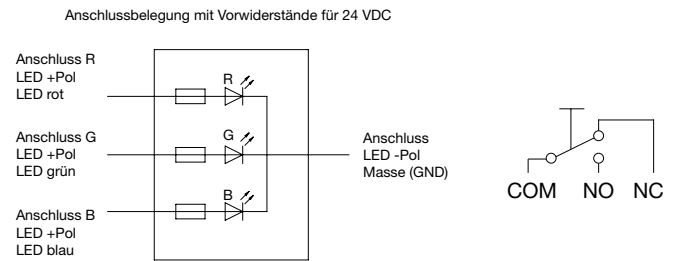 Anschlussbelegung mit Vorwiderstände für 24 VDC
Anschluss R
LED +Pol
LED rot
R
Anschluss G
LED +Pol
LED grün
G
Anschluss
LED -Pol
Masse (GND)
Anschluss B
LED +Pol
LED blau
B
COM NO NC